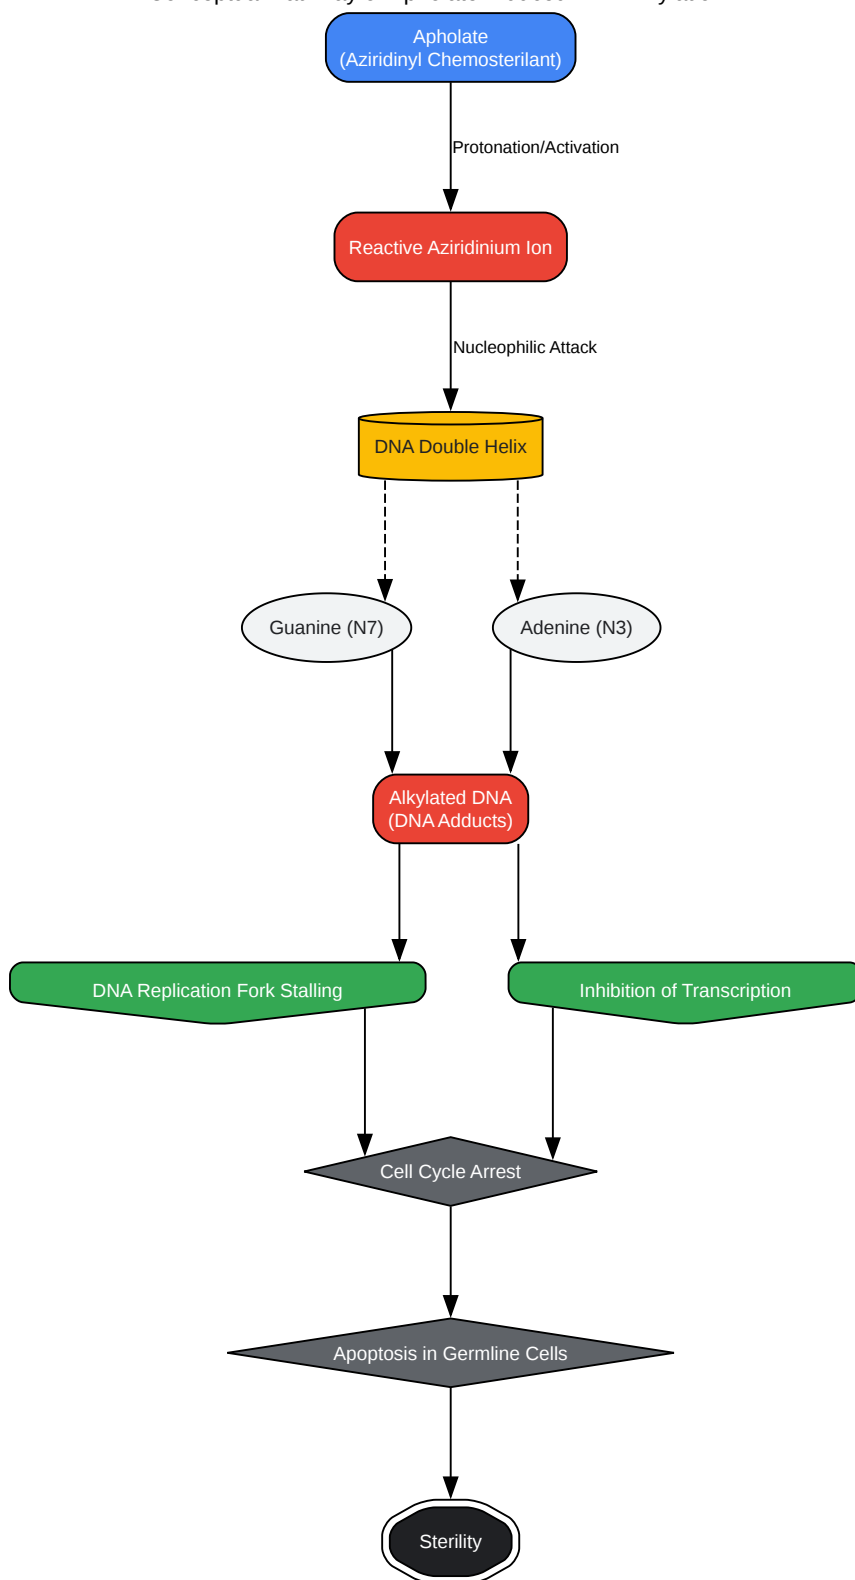 Apholate
(Aziridinyl Chemosterilant)
Protonation/Activation
Reactive Aziridinium Ion
Nucleophilic Attack
DNA Double Helix
Guanine (N7)
Adenine (N3)
Alkylated DNA
(DNA Adducts)
DNA Replication Fork Stalling
Inhibition of Transcription
Cell Cycle Arrest
Apoptosis in Germline Cells
Sterility